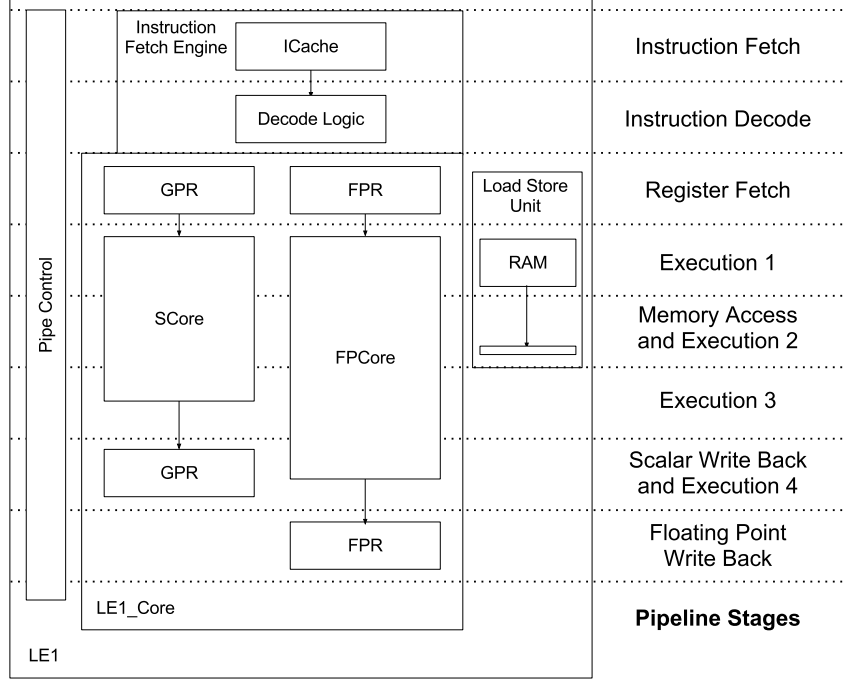 Instruction
Fetch Engine
ICache
Instruction Fetch
Decode Logic
Instruction Decode
GPR
FPR
Load Store
Unit
Register Fetch
Pipe Control
SCore
FPCore
RAM
Execution 1
Memory Access
and Execution 2
Execution 3
GPR
Scalar Write Back
and Execution 4
FPR
Floating Point
Write Back
LE1_Core
Pipeline Stages
LE1